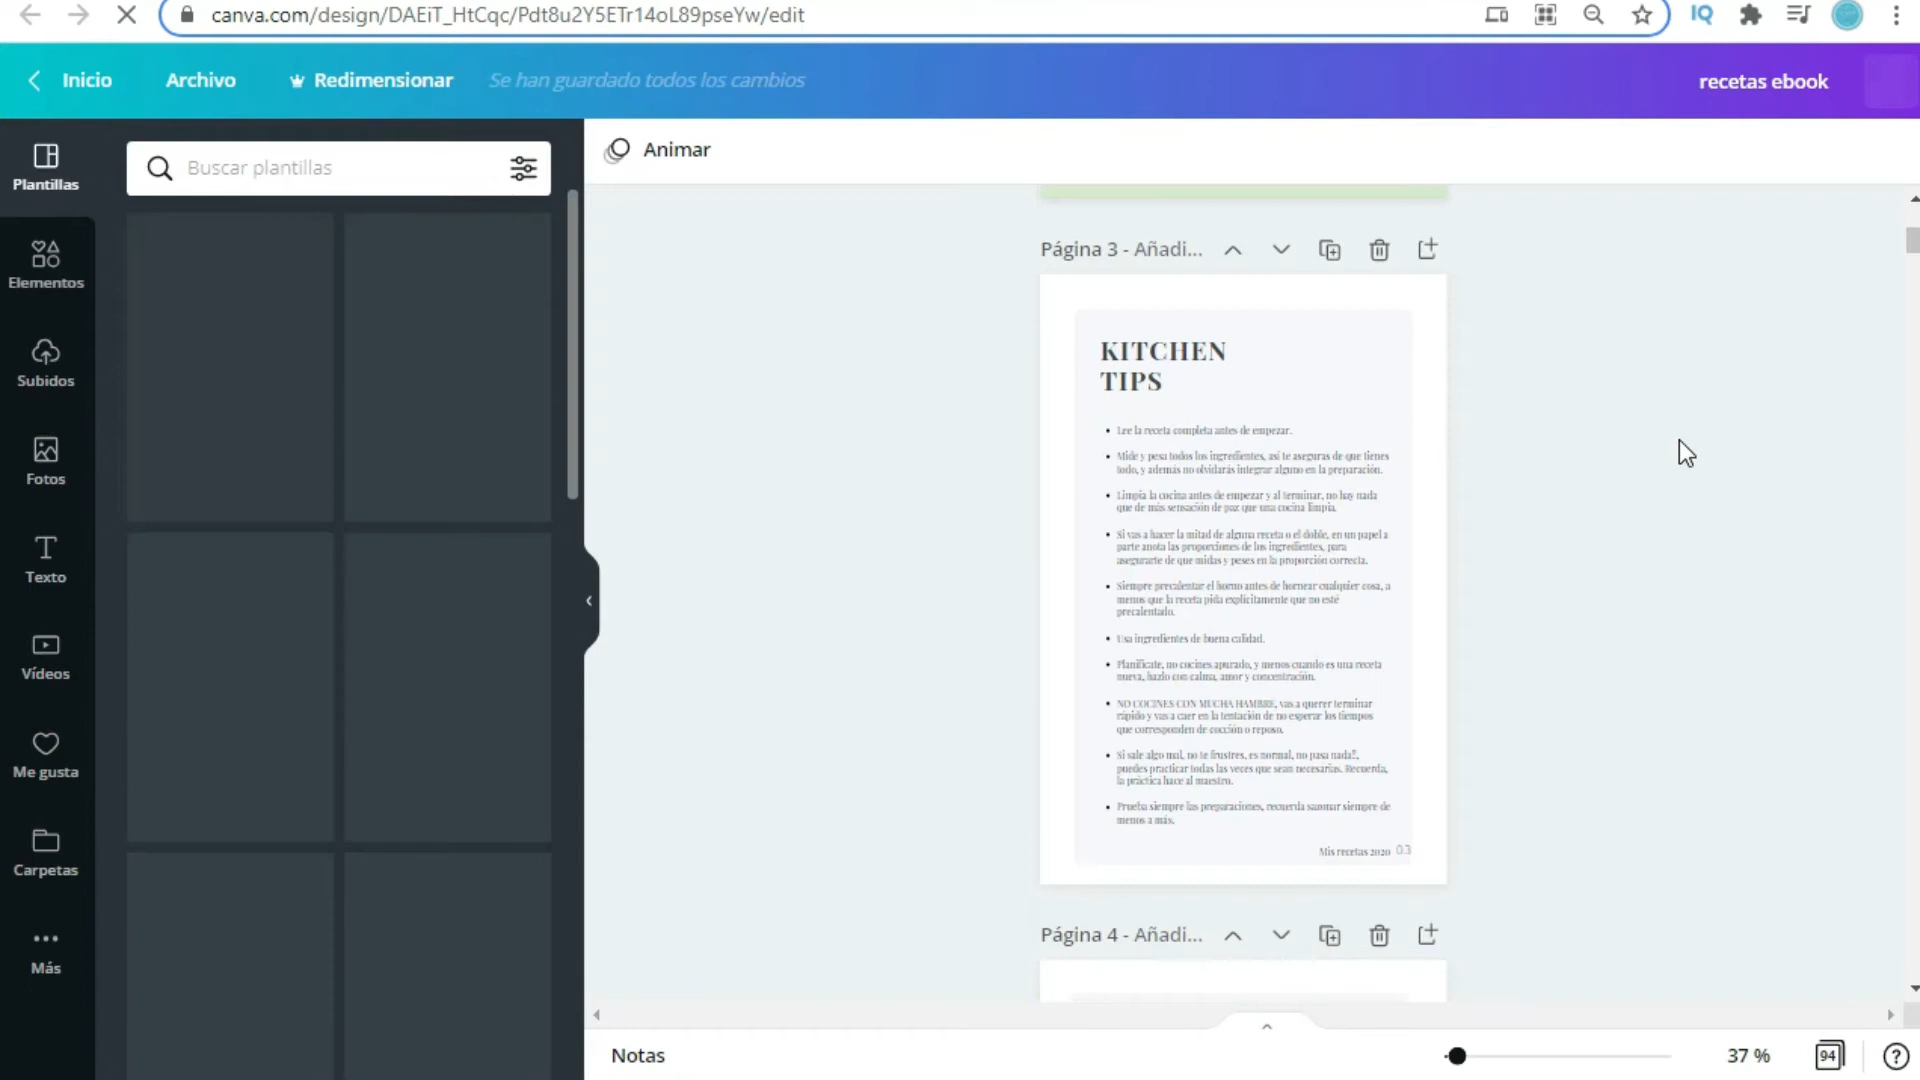 canva.com/design/DAEiT_HtCqc/Pdt8u2Y5ETr14oL89pseYw/edit
IQ
Inicio
Archivo
Redimensionar
Se han guardado todos los cambios
recetas ebook
Plantillas
Buscar plantillas
Elementos
Subidos
Fotos
Texto
Vídeos
Me gusta
Carpetas
Más
Animar
Página 3 - Añadi...
KITCHEN
TIPS
• Lee la receta completa antes de empezar.
• Mide y pesa todos los ingredientes, así te aseguras de que tienes
todo, y además no olvidarás integrar alguno en la preparación.
• Limpia la cocina antes de empezar y al terminar, no hay nada
que de más sensación de paz que una cocina limpia.
• Si vas a hacer la mitad de alguna receta o el doble, en un papel a
parte anota las proporciones de los ingredientes, para
asegurarte de que midas y peses en la proporción correcta.
• Siempre precalentar el horno antes de hornear cualquier cosa, a
menos que la receta pida explícitamente que no esté
precalentado.
• Usa ingredientes de buena calidad.
• Planifícate, no cocines apurado, y menos cuando es una receta
nueva, hazlo con calma, amor y concentración.
• NO COCINES CON MUCHA HAMBRE, vas a querer terminar
rápido y vas a caer en la tentación de no esperar los tiempos
que corresponden de cocción o reposo.
• Si sale algo mal, no te frustres, es normal, no pasa nada!!,
puedes practicar todas las veces que sean necesarias. Recuerda,
la práctica hace al maestro.
• Prueba siempre las preparaciones, recuerda sazonar siempre de
menos a más.
Mis recetas 2020 03
Página 4 - Añadi...
Notas
37 %
94
?